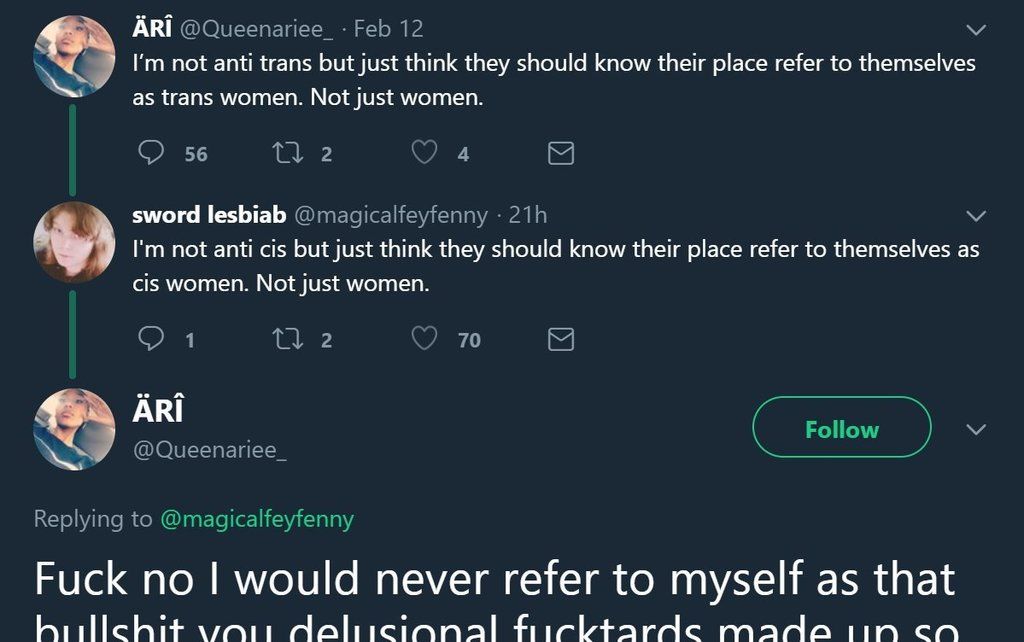 ÄRÎ @Queenariee_ · Feb 12
I’m not anti trans but just think they should know their place refer to themselves
as trans women. Not just women.
56 2 4
sword lesbiab @magicalfeyfenny · 21h
I'm not anti cis but just think they should know their place refer to themselves as
cis women. Not just women.
1 2 70
ÄRÎ
@Queenariee_
Follow
Replying to @magicalfeyfenny
Fuck no I would never refer to myself as that
bullshit you delusional fucktards made up so